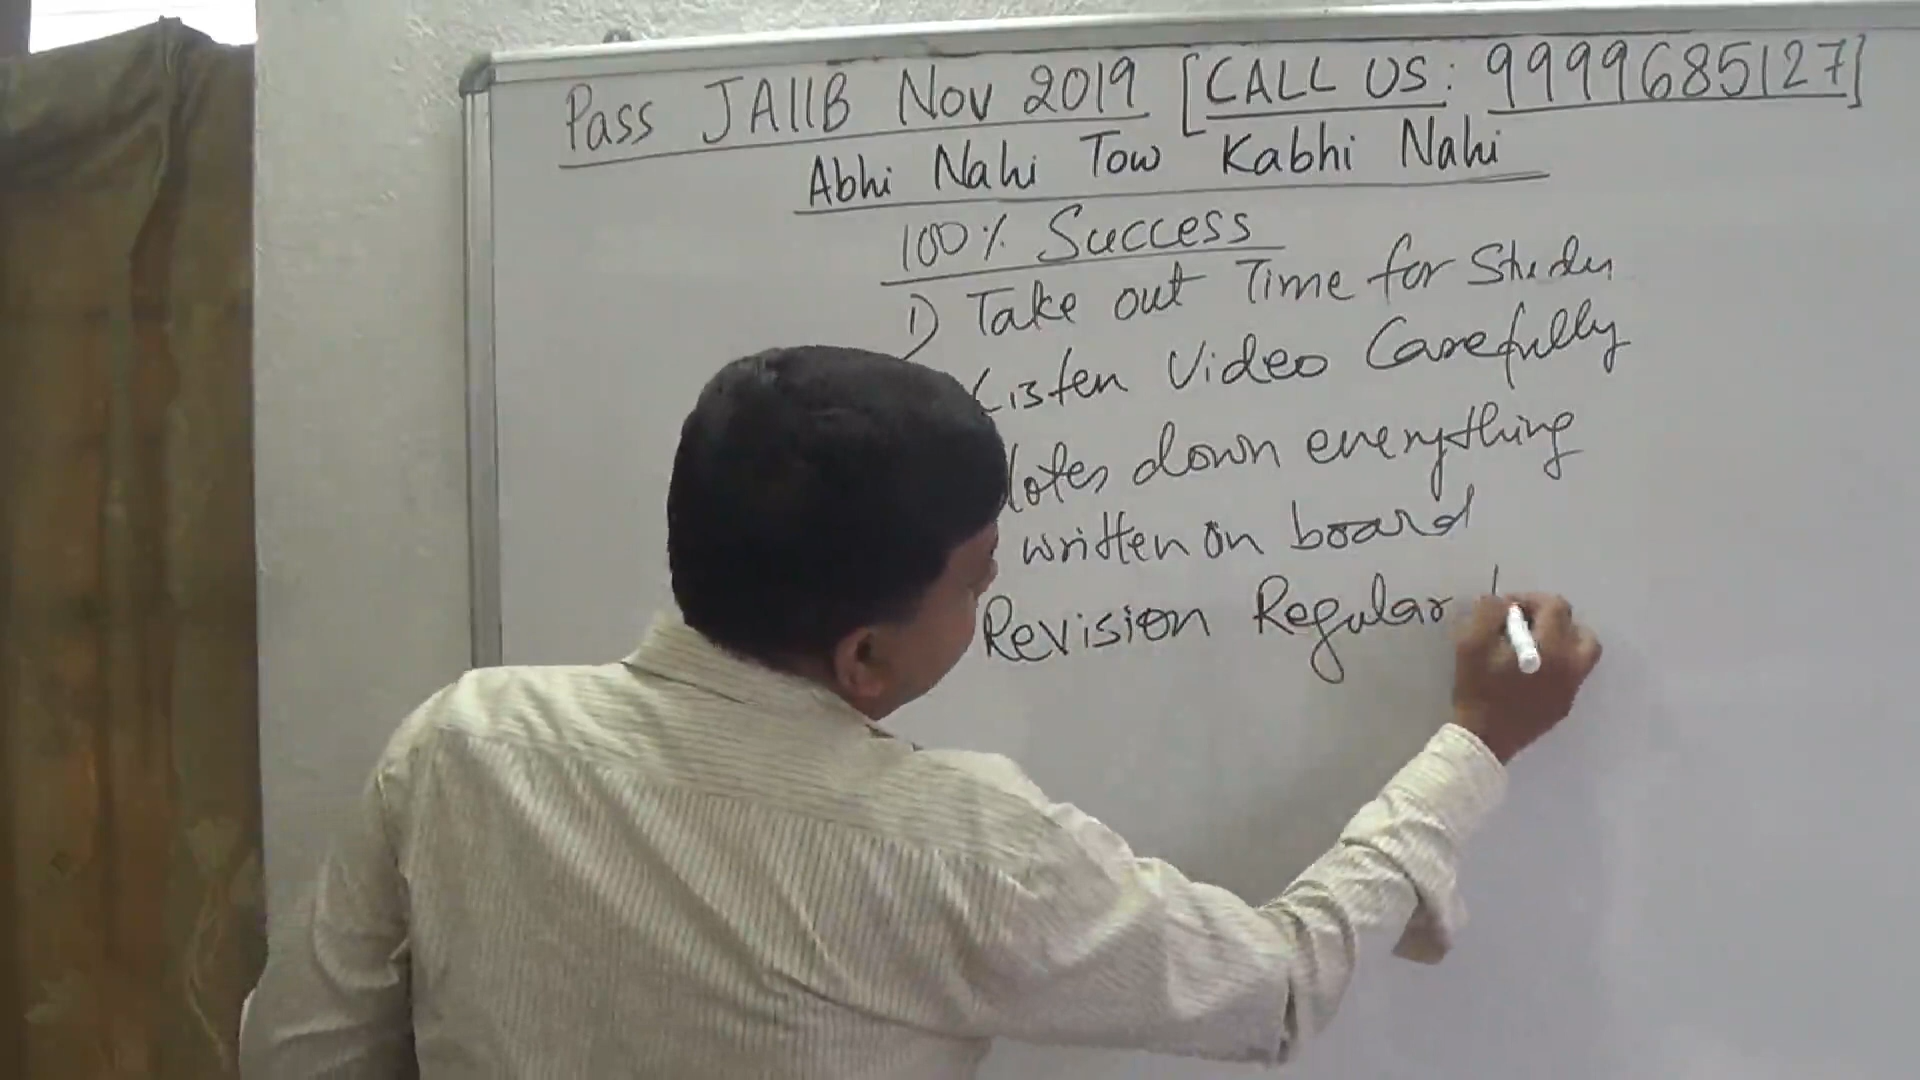 Pass JAIIB Nov 2019 [CALL US: 9999685127]
Abhi Nahi Tow Kabhi Nahi
100% Success
1) Take out Time for Study
Listen Video Carefully
Notes down everything
written on board
Revision Regular